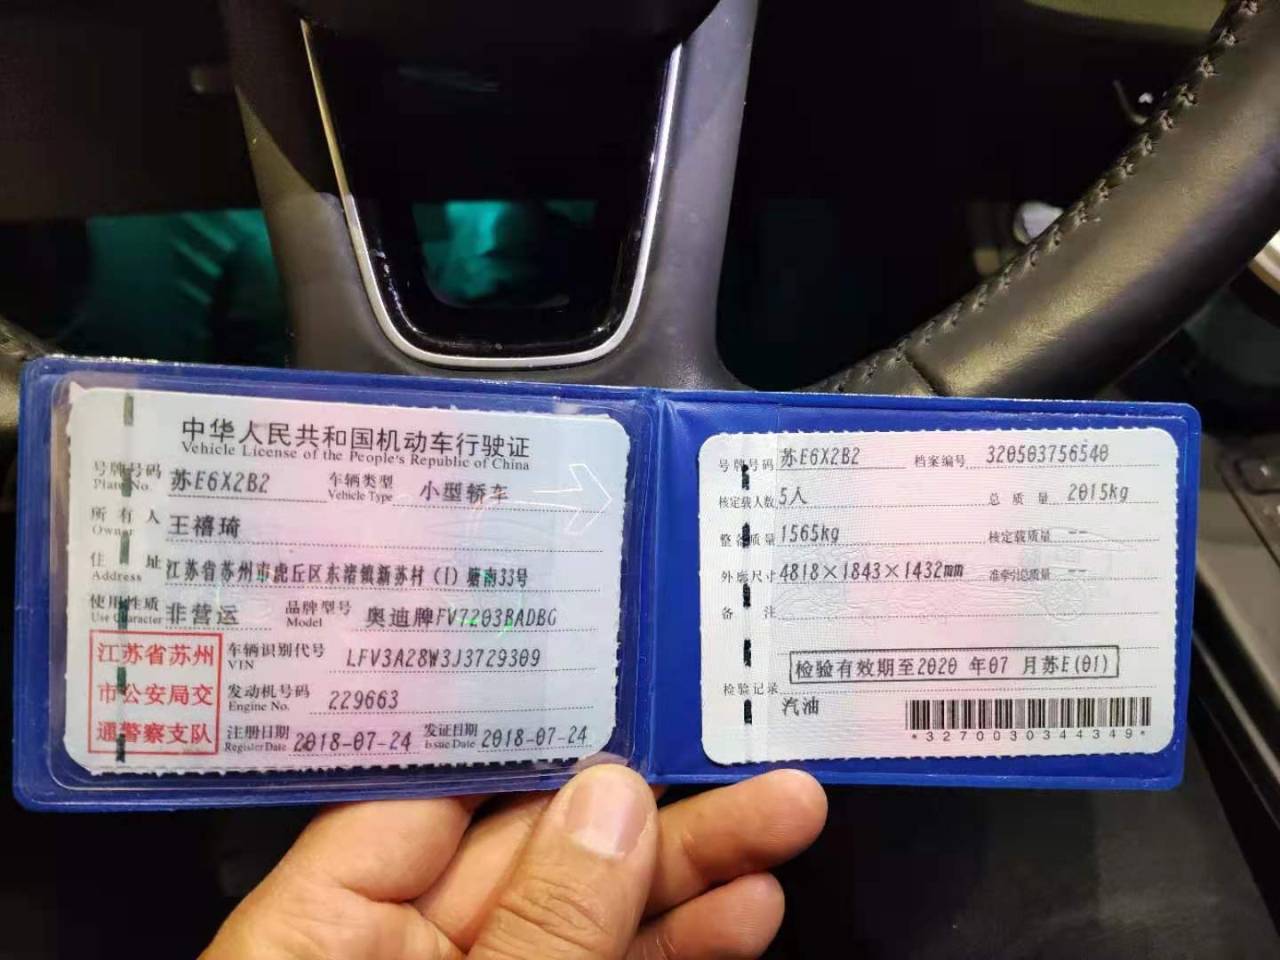 中华人民共和国机动车行驶证
Vehicle License of the People's Republic of China
号牌号码 Plate No. 苏E6X2B2 车辆类型 Vehicle Type 小型轿车
所有人 Owner 王禧琦
住址 Address 江苏省苏州市虎丘区东渚镇新苏村(1)塘南33号
使用性质 Use Character 非营运 品牌型号 Model 奥迪牌FV7203BADBG
江苏省苏州
市公安局交
通警察支队
车辆识别代号 VIN LFV3A28W3J3729309
发动机号码 Engine No. 229663
注册日期 Register Date 2018-07-24 发证日期 Issue Date 2018-07-24
号牌号码 苏E6X2B2 档案编号 320503756540
核定载人数 5人 总质量 2015kg
整备质量 1565kg 核定载质量 --
外廓尺寸 4818×1843×1432mm 准牵引总质量 --
备注
检验记录 检验有效期至2020年07月苏E(01)
汽油
*3270030344349*